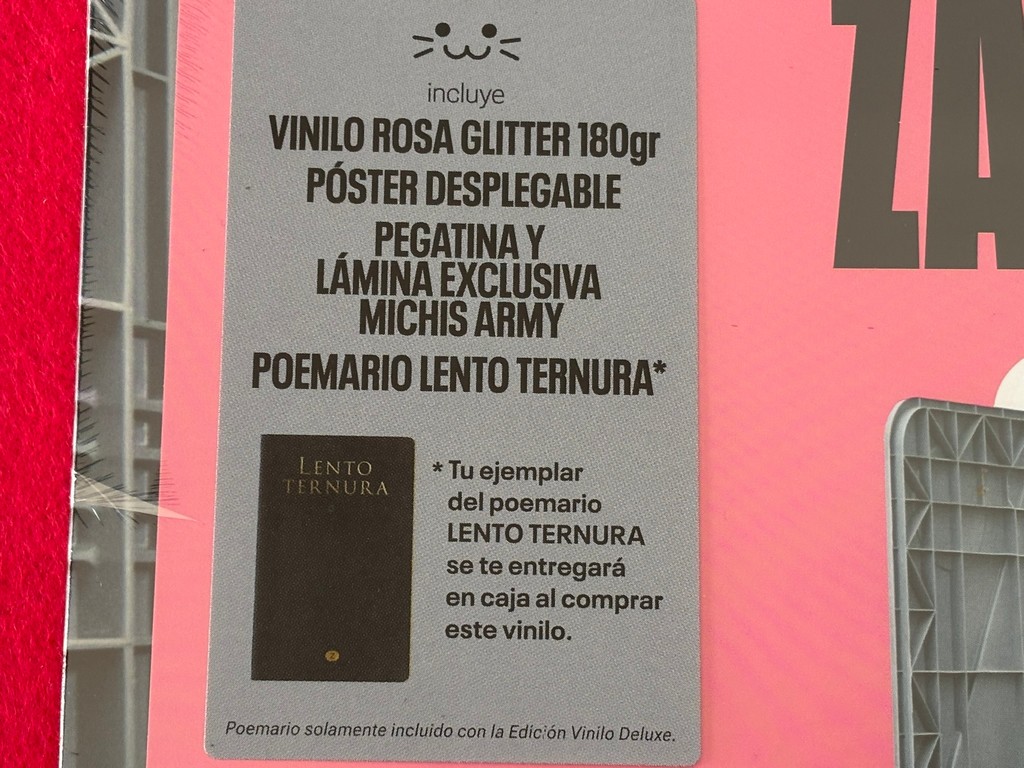 ZA
incluye
VINILO ROSA GLITTER 180gr
PÓSTER DESPLEGABLE
PEGATINA Y
LÁMINA EXCLUSIVA
MICHIS ARMY
POEMARIO LENTO TERNURA*
LENTO
TERNURA
Z
* Tu ejemplar
del poemario
LENTO TERNURA
se te entregará
en caja al comprar
este vinilo.
Poemario solamente incluido con la Edición Vinilo Deluxe.